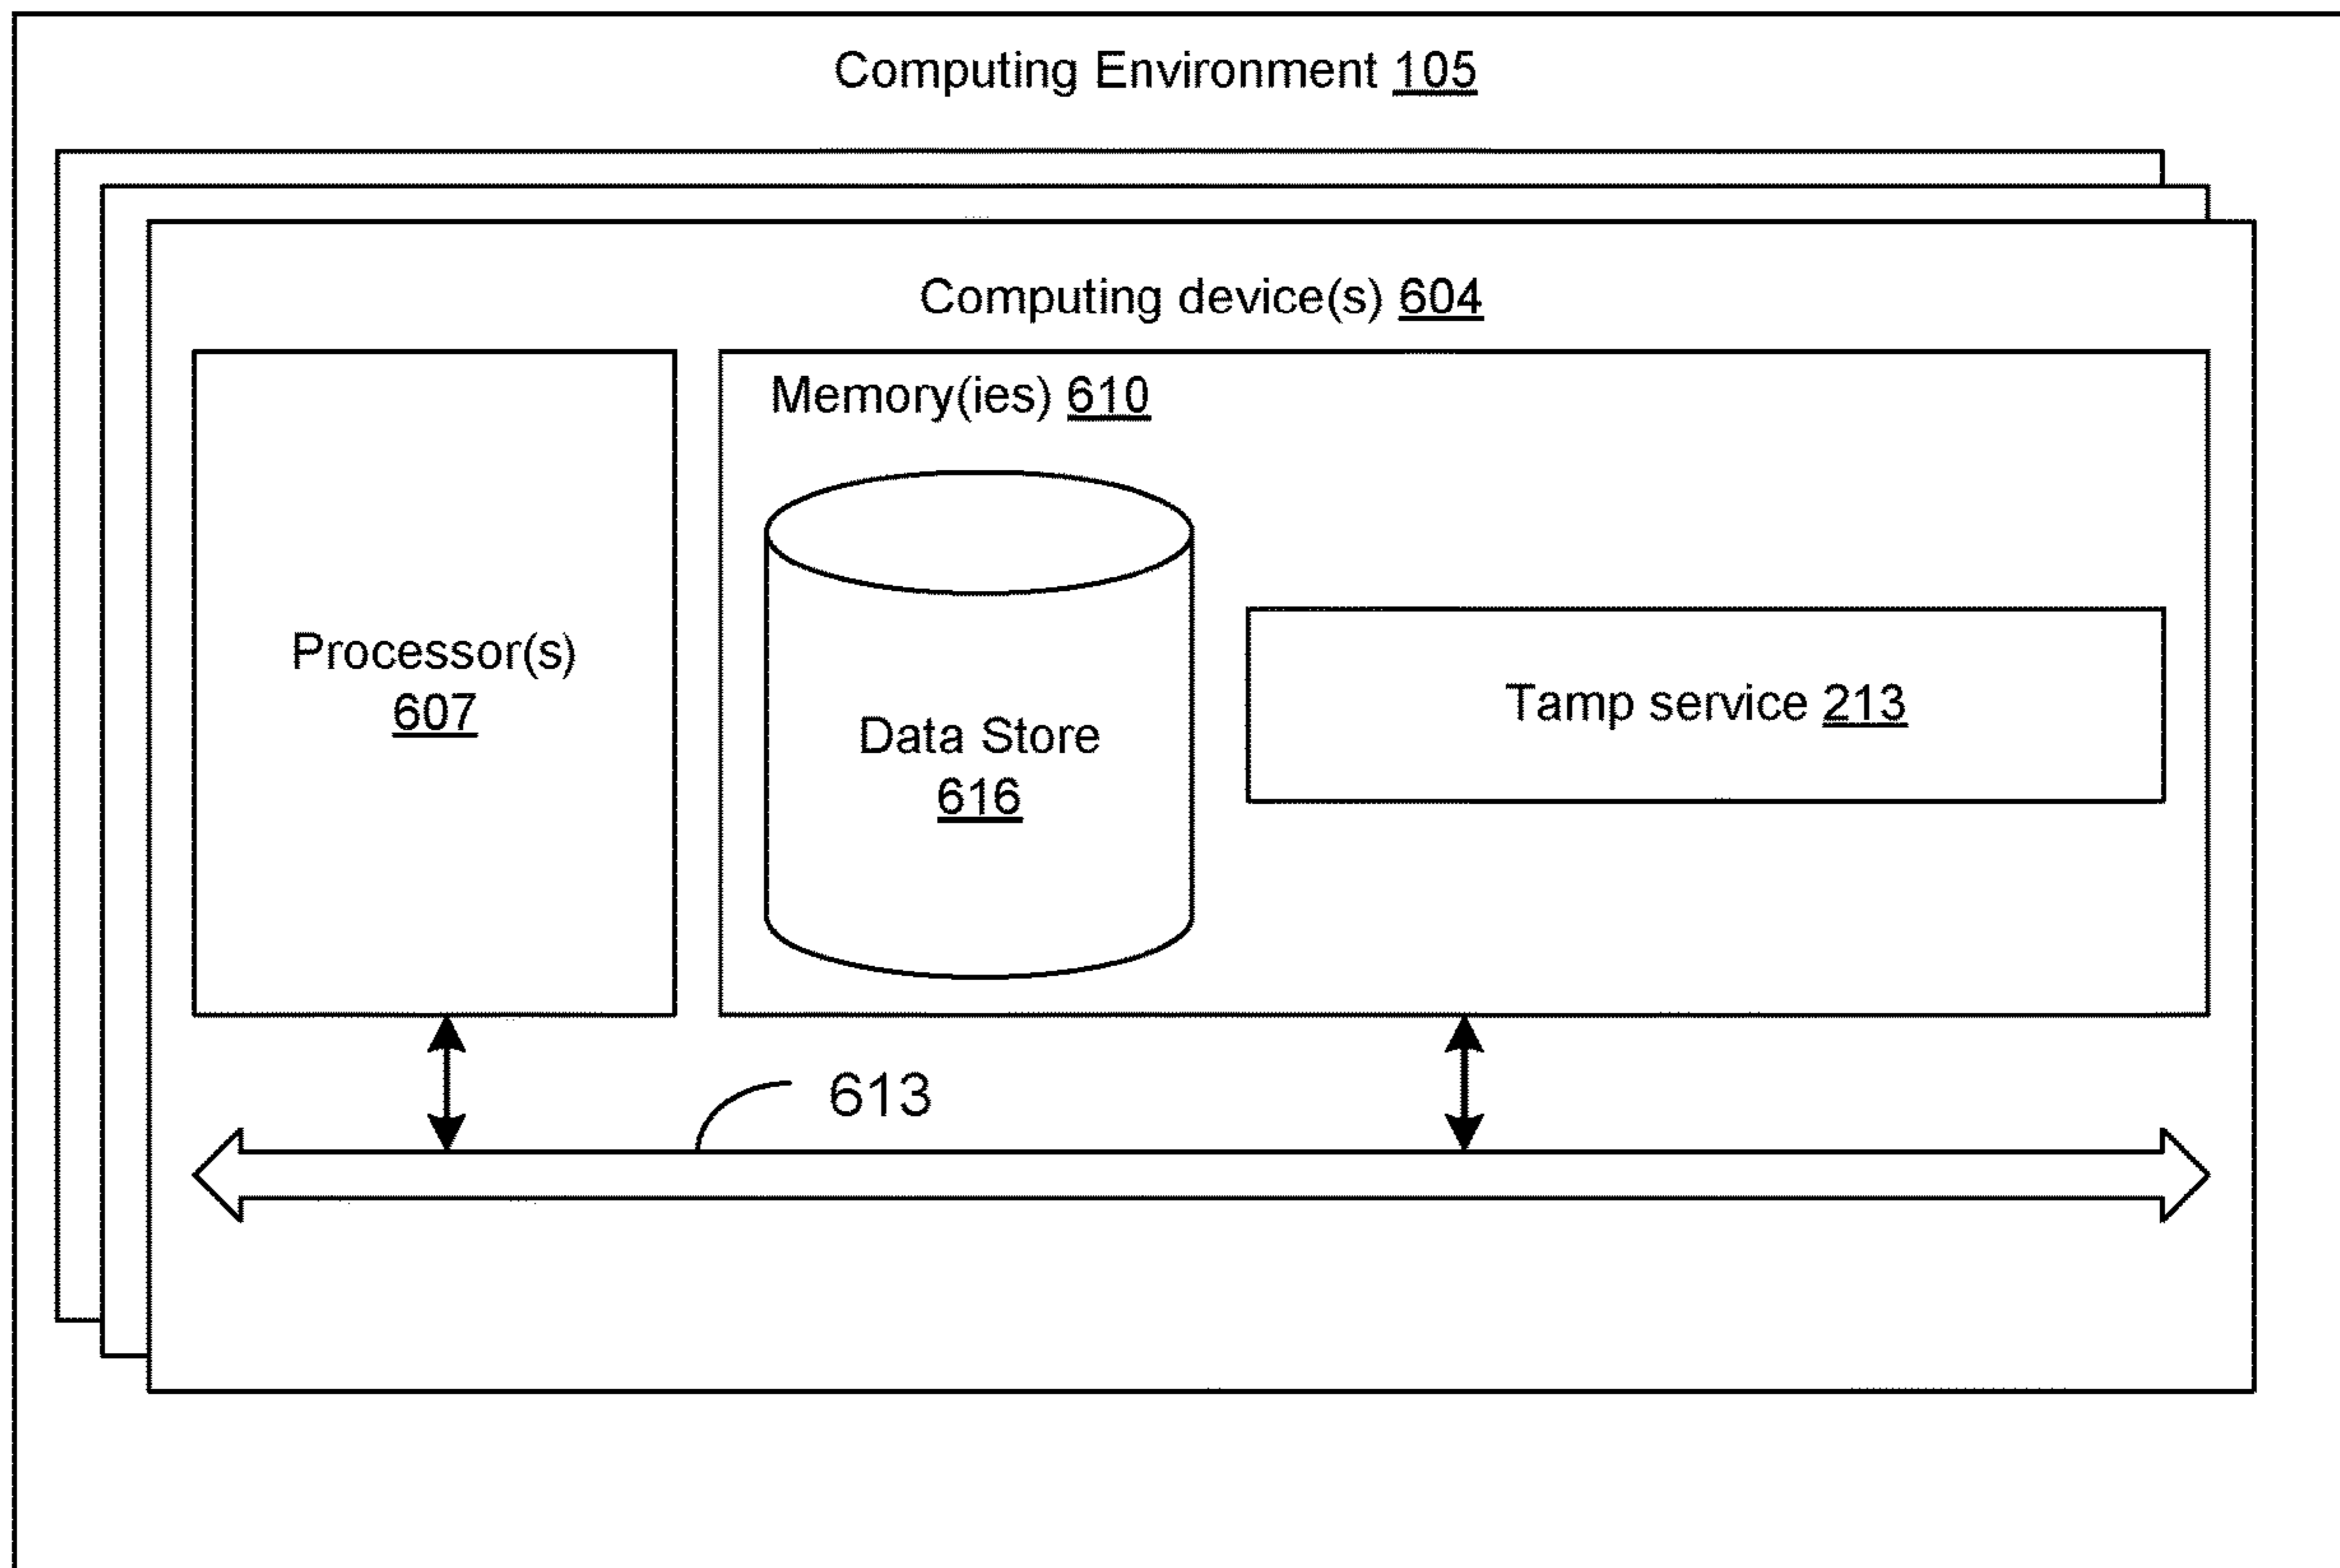 Computing Environment 105
Computing device(s) 604
Memory(ies) 610
Processor(s)
607
Data Store
616
Tamp service 213
613